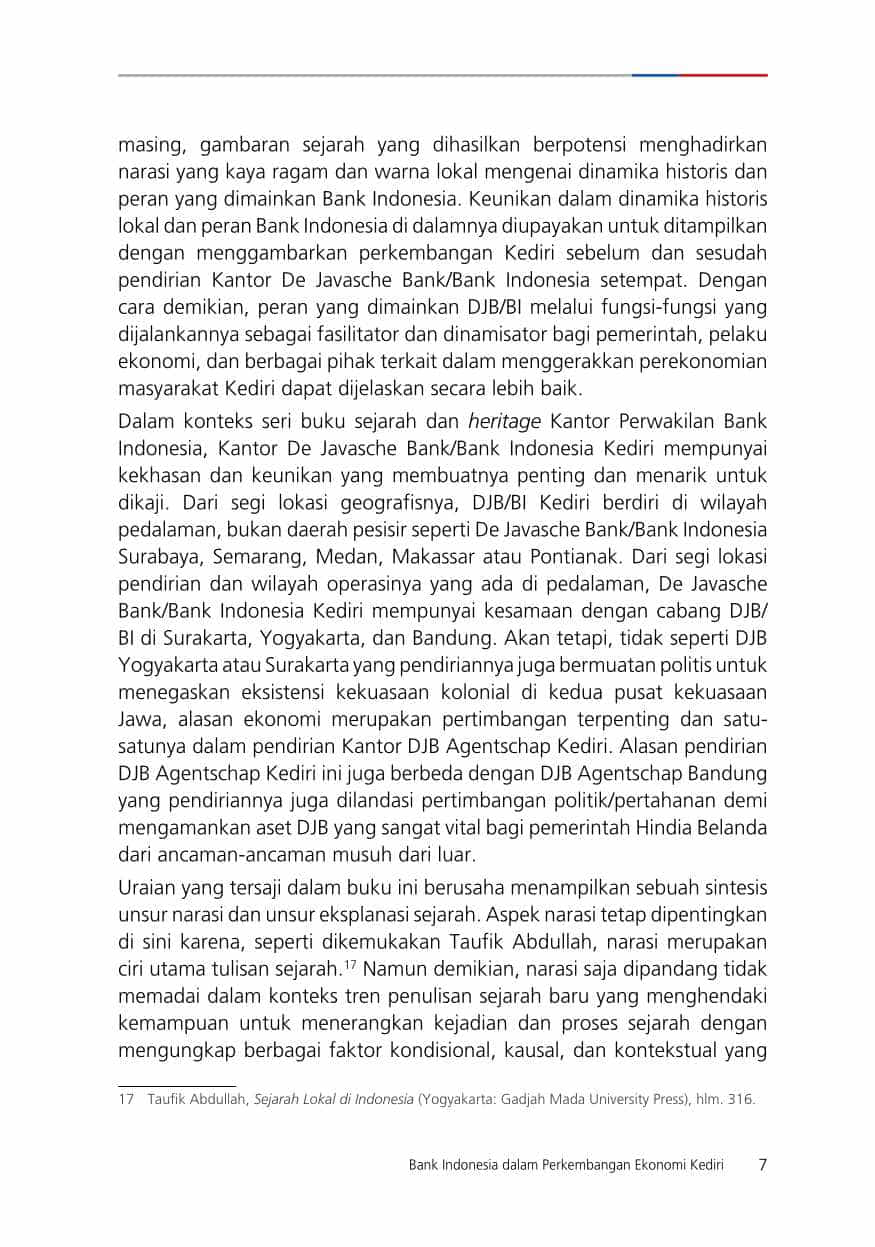 masing, gambaran sejarah yang dihasilkan berpotensi menghadirkan
narasi yang kaya ragam dan warna lokal mengenai dinamika historis dan
peran yang dimainkan Bank Indonesia. Keunikan dalam dinamika historis
lokal dan peran Bank Indonesia di dalamnya diupayakan untuk ditampilkan
dengan menggambarkan perkembangan Kediri sebelum dan sesudah
pendirian Kantor De Javasche Bank/Bank Indonesia setempat. Dengan
cara demikian, peran yang dimainkan DJB/BI melalui fungsi-fungsi yang
dijalankannya sebagai fasilitator dan dinamisator bagi pemerintah, pelaku
ekonomi, dan berbagai pihak terkait dalam menggerakkan perekonomian
masyarakat Kediri dapat dijelaskan secara lebih baik.
Dalam konteks seri buku sejarah dan heritage Kantor Perwakilan Bank
Indonesia, Kantor De Javasche Bank/Bank Indonesia Kediri mempunyai
kekhasan dan keunikan yang membuatnya penting dan menarik untuk
dikaji. Dari segi lokasi geografisnya, DJB/BI Kediri berdiri di wilayah
pedalaman, bukan daerah pesisir seperti De Javasche Bank/Bank Indonesia
Surabaya, Semarang, Medan, Makassar atau Pontianak. Dari segi lokasi
pendirian dan wilayah operasinya yang ada di pedalaman, De Javasche
Bank/Bank Indonesia Kediri mempunyai kesamaan dengan cabang DJB/
BI di Surakarta, Yogyakarta, dan Bandung. Akan tetapi, tidak seperti DJB
Yogyakarta atau Surakarta yang pendiriannya juga bermuatan politis untuk
menegaskan eksistensi kekuasaan kolonial di kedua pusat kekuasaan
Jawa, alasan ekonomi merupakan pertimbangan terpenting dan satu-
satunya dalam pendirian Kantor DJB Agentschap Kediri. Alasan pendirian
DJB Agentschap Kediri ini juga berbeda dengan DJB Agentschap Bandung
yang pendiriannya juga dilandasi pertimbangan politik/pertahanan demi
mengamankan aset DJB yang sangat vital bagi pemerintah Hindia Belanda
dari ancaman-ancaman musuh dari luar.
Uraian yang tersaji dalam buku ini berusaha menampilkan sebuah sintesis
unsur narasi dan unsur eksplanasi sejarah. Aspek narasi tetap dipentingkan
di sini karena, seperti dikemukakan Taufik Abdullah, narasi merupakan
ciri utama tulisan sejarah.17 Namun demikian, narasi saja dipandang tidak
memadai dalam konteks tren penulisan sejarah baru yang menghendaki
kemampuan untuk menerangkan kejadian dan proses sejarah dengan
mengungkap berbagai faktor kondisional, kausal, dan kontekstual yang
17 Taufik Abdullah, Sejarah Lokal di Indonesia (Yogyakarta: Gadjah Mada University Press), hlm. 316.
Bank Indonesia dalam Perkembangan Ekonomi Kediri 7